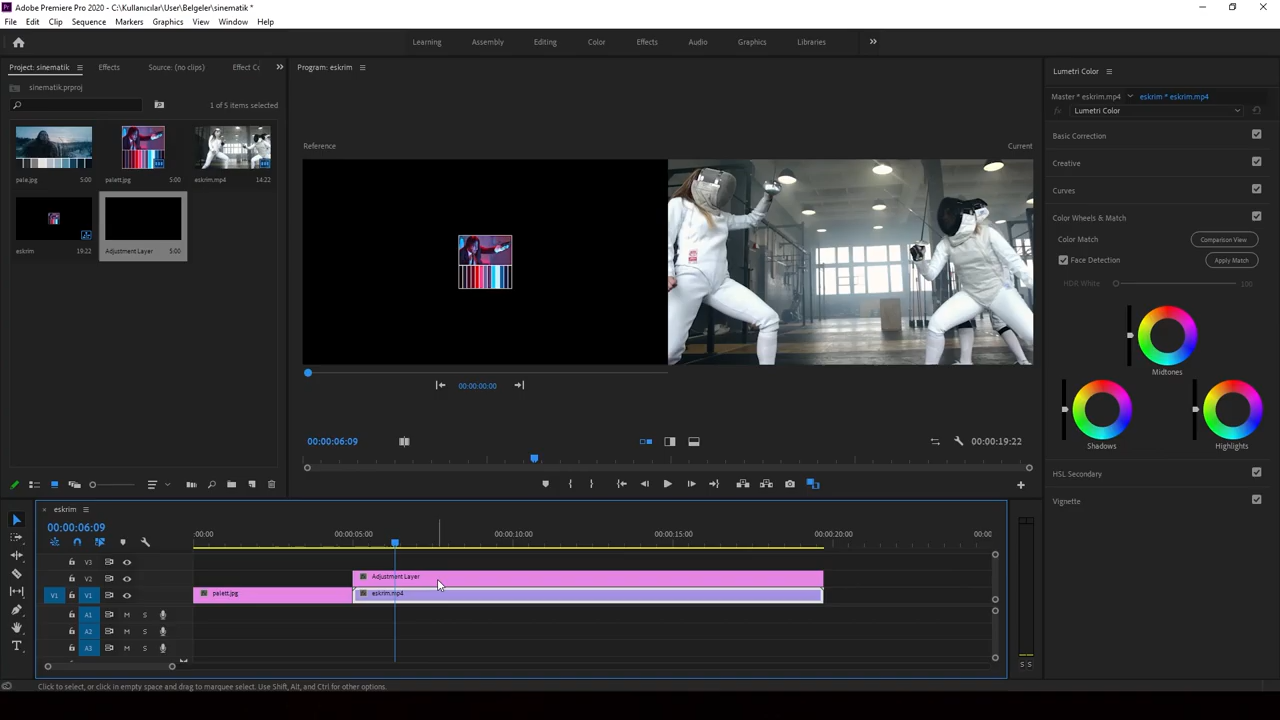 Adobe Premiere Pro 2020 - C:\Kullanıcılar\User\Belgeler\sinematik *
File Edit Clip Sequence Markers Graphics View Window Help
Learning Assembly Editing Color Effects Audio Graphics Libraries
Project: sinematik Effects Source: (no clips) Effect Co
Program: eskrim
Lumetri Color
sinematik.prproj
Master * eskrim.mp4 eskrim * eskrim.mp4
1 of 5 items selected
fx Lumetri Color
Basic Correction
Reference Current
Creative
pale.jpg 5:00 palett.jpg 5:00 eskrim.mp4 14:22
Curves
Color Wheels & Match
Color Match Comparison View
eskrim 19:22 Adjustment Layer 5:00
Face Detection Apply Match
HDR White 100
Midtones
00:00:00:00
Shadows Highlights
00:00:06:09 00:00:19:22
HSL Secondary
Vignette
eskrim
00:00:06:09
:00:00 00:00:05:00 00:00:10:00 00:00:15:00 00:00:20:00 00:0
V3
V2 Adjustment Layer
V1 V1 palett.jpg eskrim.mp4
A1 M S
A2 M S
A3 M S
S S
Click to select, or click in empty space and drag to marquee select. Use Shift, Alt, and Ctrl for other options.